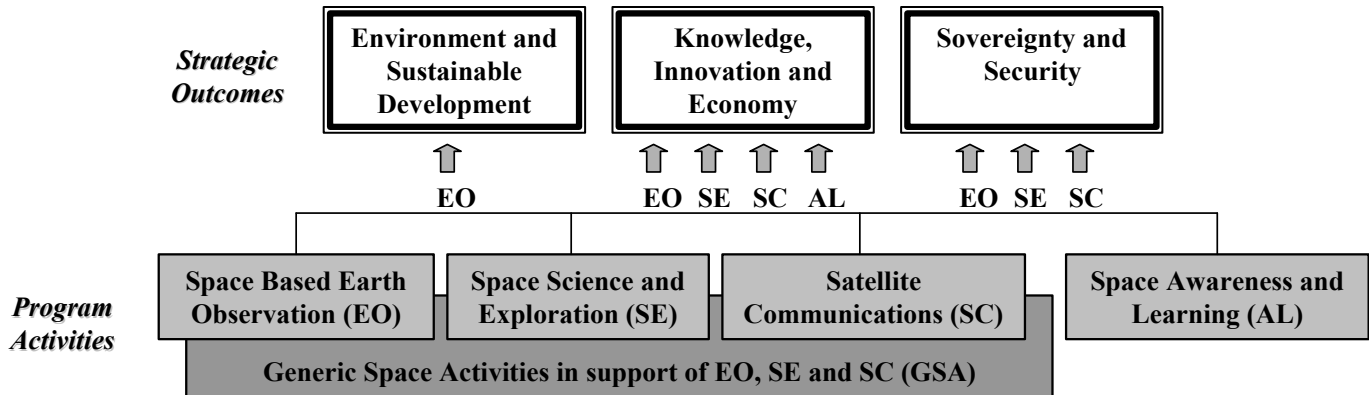 Strategic
Outcomes
Environment and
Sustainable
Development
Knowledge,
Innovation and
Economy
Sovereignty and
Security
EO
EO SE SC AL
EO SE SC
Program
Activities
Space Based Earth
Observation (EO)
Space Science and
Exploration (SE)
Satellite
Communications (SC)
Space Awareness and
Learning (AL)
Generic Space Activities in support of EO, SE and SC (GSA)